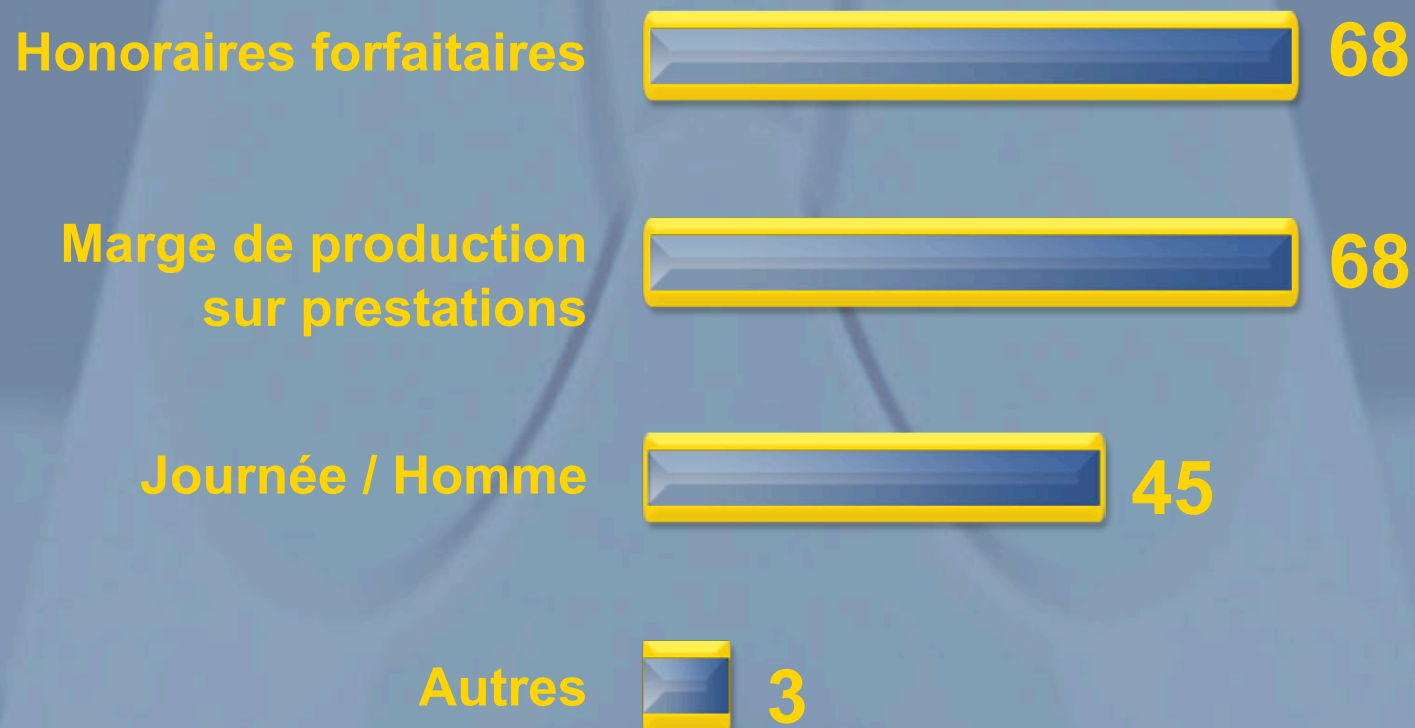 Honoraires forfaitaires 68
Marge de production
sur prestations 68
Journée / Homme 45
Autres 3